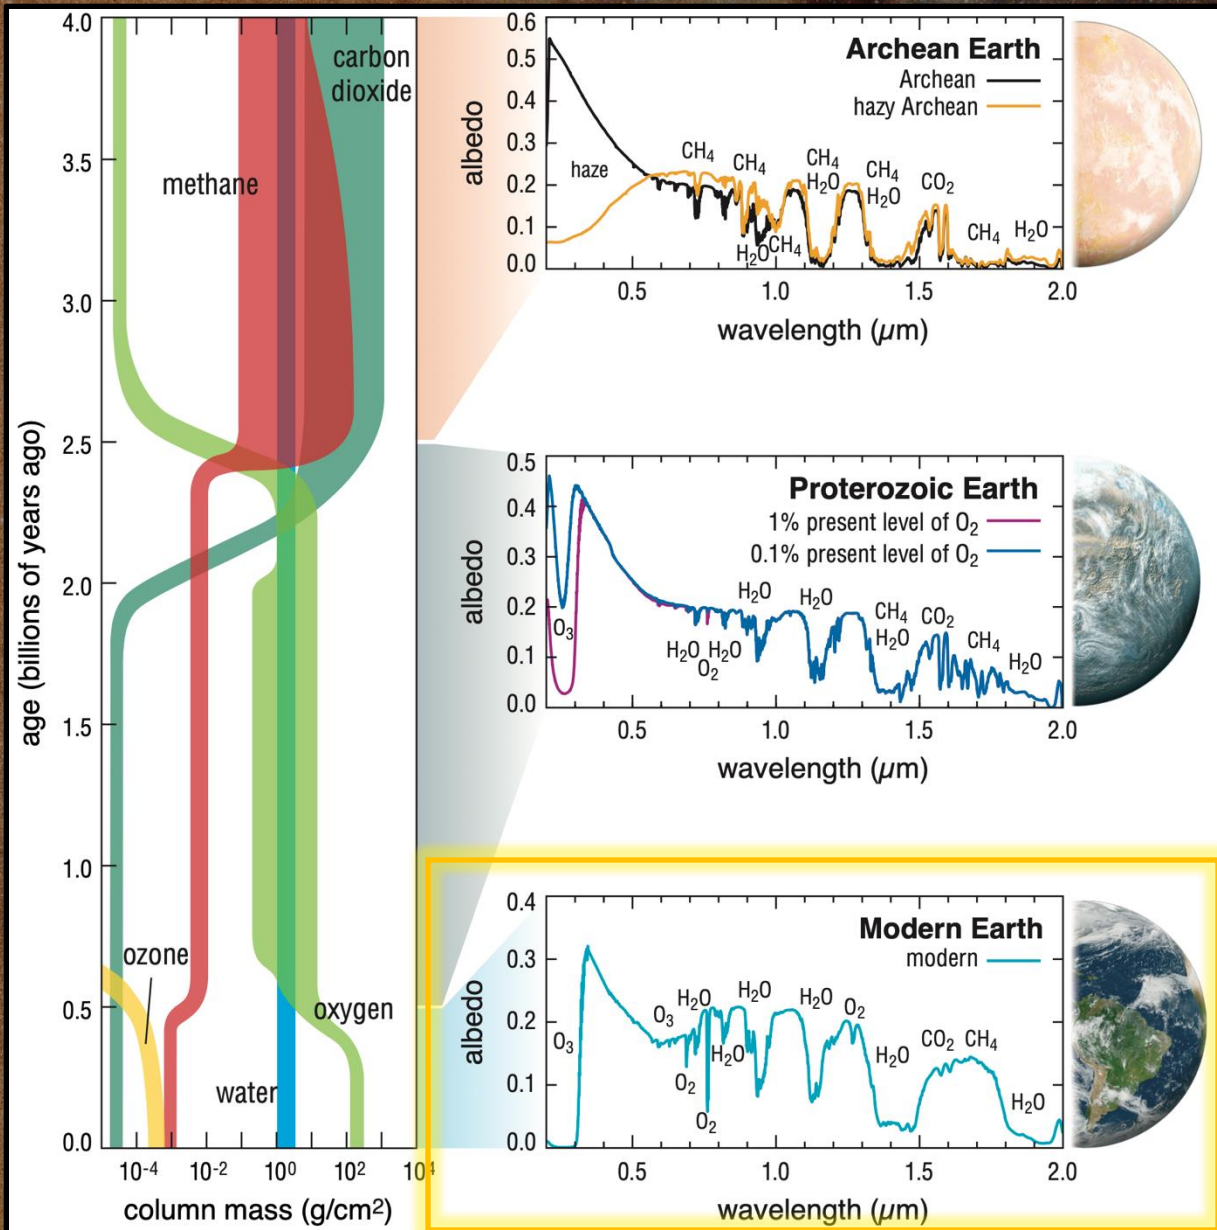 4.0
3.5
3.0
2.5
2.0
1.5
1.0
0.5
0.0
age (billions of years ago)
carbon
dioxide
methane
ozone
oxygen
water
10⁻⁴ 10⁻² 10⁰ 10² 10⁴
column mass (g/cm²)
0.6
0.5
0.4
0.3
0.2
0.1
0.0
albedo
Archean Earth
Archean
hazy Archean
haze
CH₄
CH₄
CH₄
H₂O
CH₄
H₂O
CO₂
CH₄
H₂O
H₂O
CH₄
0.5 1.0 1.5 2.0
wavelength (μm)
0.5
0.4
0.3
0.2
0.1
0.0
albedo
Proterozoic Earth
1% present level of O₂
0.1% present level of O₂
O₃
H₂O
O₂
H₂O
H₂O
H₂O
CH₄
H₂O
CO₂
CH₄
H₂O
0.5 1.0 1.5 2.0
wavelength (μm)
0.4
0.3
0.2
0.1
0.0
albedo
Modern Earth
modern
O₃
O₃
H₂O
O₂
O₂
H₂O
H₂O
H₂O
O₂
H₂O
CO₂
CH₄
H₂O
0.5 1.0 1.5 2.0
wavelength (μm)